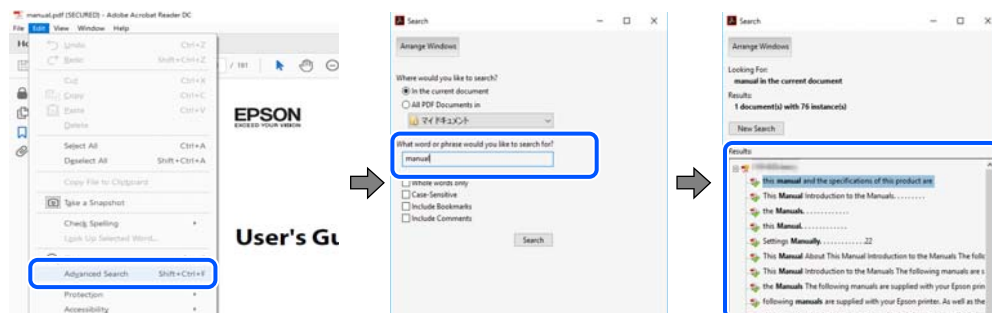 manual.pdf (SECURED) - Adobe Acrobat Reader DC
File Edit View Window Help
Undo Ctrl+Z
Redo Shift+Ctrl+Z
Cut Ctrl+X
Copy Ctrl+C
Paste Ctrl+V
Delete
Select All Ctrl+A
Deselect All Shift+Ctrl+A
Copy File to Clipboard
Take a Snapshot
Check Spelling
Look Up Selected Word...
Advanced Search Shift+Ctrl+F
Protection
Accessibility
/ 181
EPSON
EXCEED YOUR VISION
User's Gu
Search
Arrange Windows
Where would you like to search?
In the current document
All PDF Documents in
マイ ドキュメント
What word or phrase would you like to search for?
manual
Whole words only
Case-Sensitive
Include Bookmarks
Include Comments
Search
Search
Arrange Windows
Looking For:
manual in the current document
Results:
1 document(s) with 76 instance(s)
New Search
Results:
this manual and the specifications of this product are
This Manual Introduction to the Manuals. . . . . . . .
the Manuals. . . . . . . . . . . .
this Manual. . . . . . . . . . . .
Settings Manually. . . . . . . . . . . .22
This Manual About This Manual Introduction to the Manuals The follo
This Manual Introduction to the Manuals The following manuals are s
the Manuals The following manuals are supplied with your Epson prin
following manuals are supplied with your Epson printer. As well as the